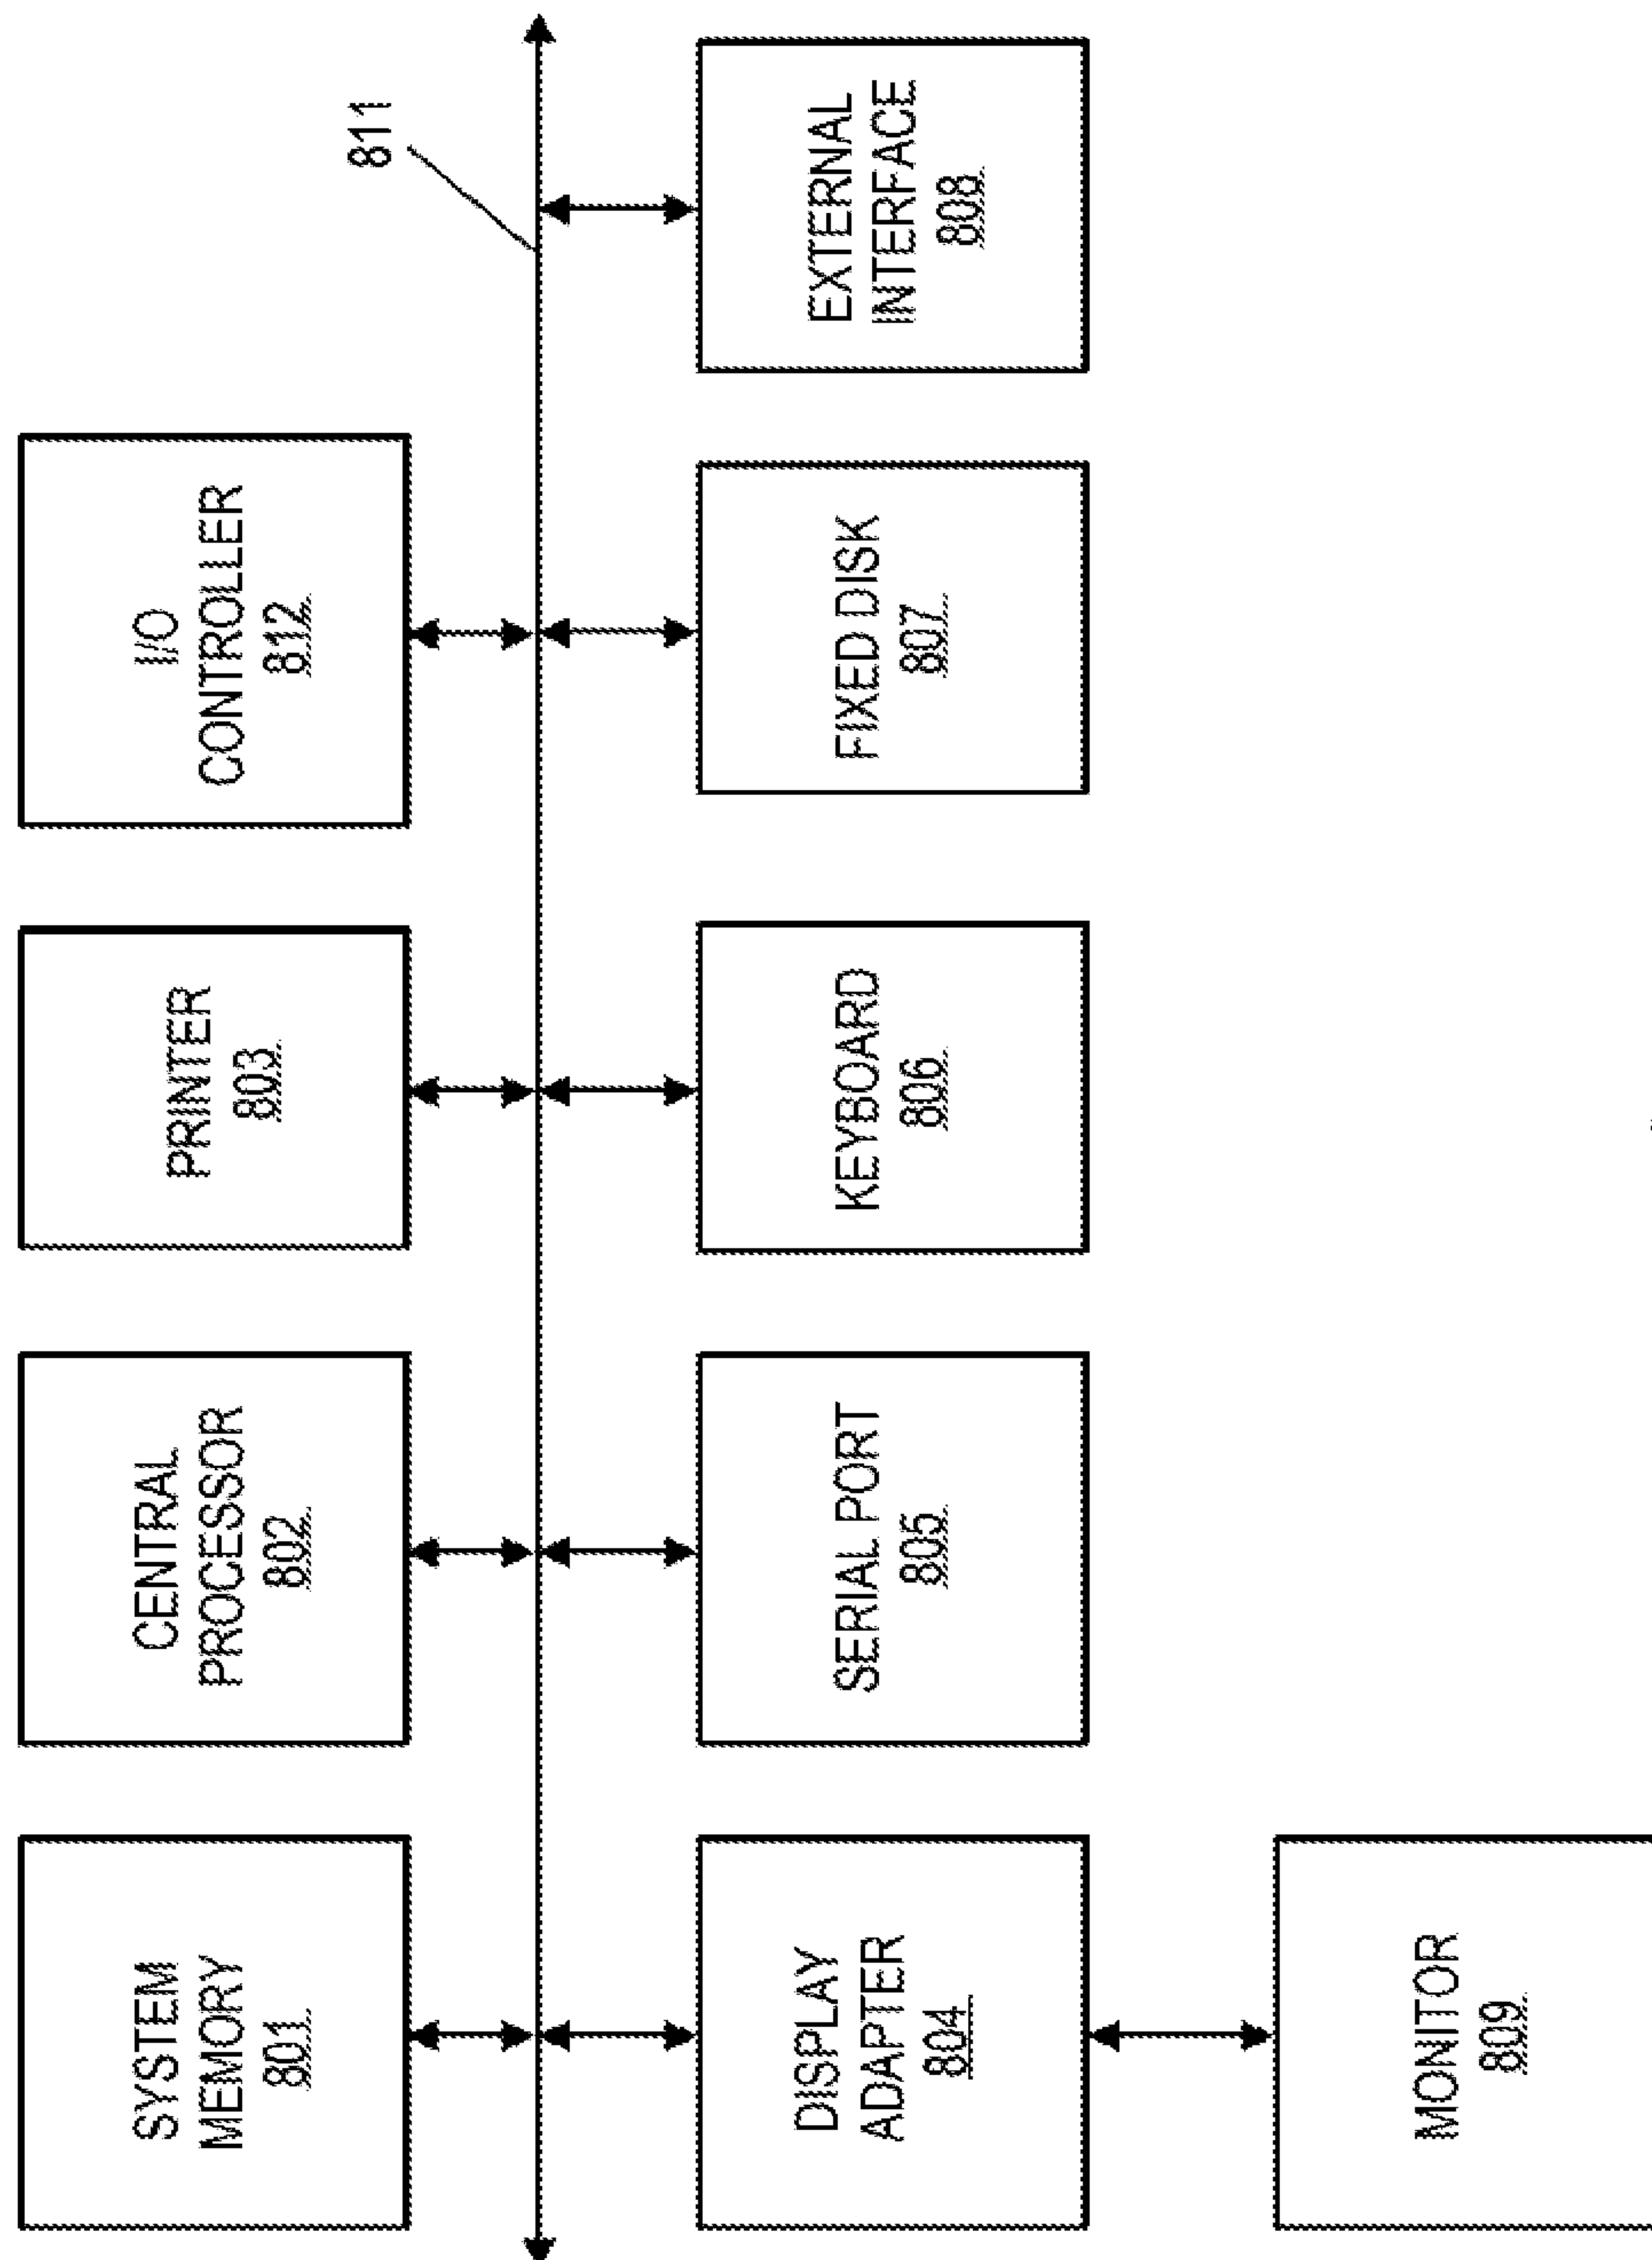 SYSTEM
MEMORY
801
CENTRAL
PROCESSOR
802
PRINTER
803
I/O
CONTROLLER
812
811
DISPLAY
ADAPTER
804
SERIAL PORT
805
KEYBOARD
806
FIXED DISK
807
EXTERNAL
INTERFACE
808
MONITOR
809